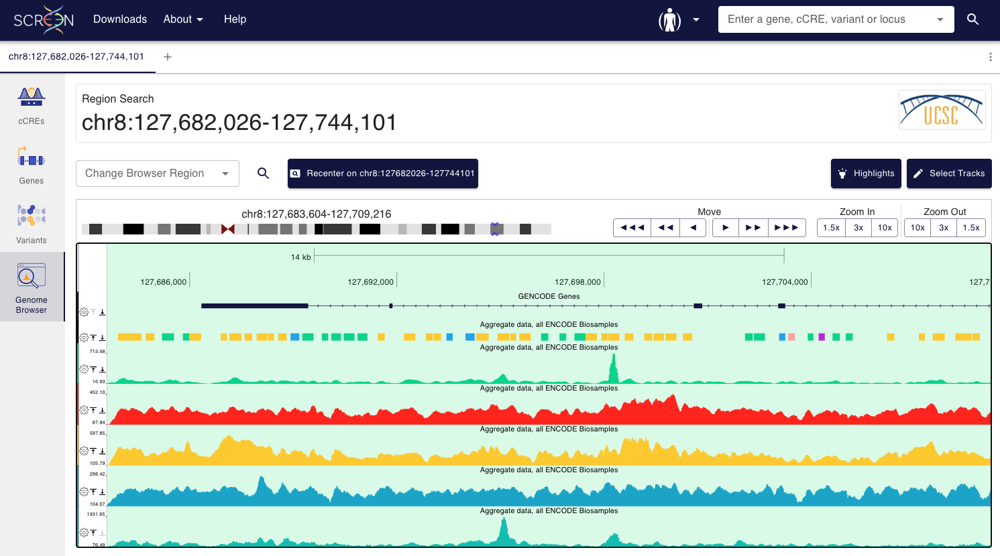 SCREEN
Downloads
About
Help
Enter a gene, cCRE, variant or locus
chr8:127,682,026-127,744,101
+
cCREs
Genes
Variants
Genome
Browser
Region Search
chr8:127,682,026-127,744,101
UCSC
Change Browser Region
Recenter on chr8:127682026-127744101
Highlights
Select Tracks
chr8:127,683,604-127,709,216
Move
Zoom In
1.5x
3x
10x
Zoom Out
10x
3x
1.5x
14 kb
127,686,000
127,692,000
127,698,000
127,704,000
127,7
GENCODE Genes
Aggregate data, all ENCODE Biosamples
Aggregate data, all ENCODE Biosamples
713.58
16.93
Aggregate data, all ENCODE Biosamples
452.10
87.94
Aggregate data, all ENCODE Biosamples
597.85
105.79
Aggregate data, all ENCODE Biosamples
298.42
104.07
Aggregate data, all ENCODE Biosamples
1931.65
76.49